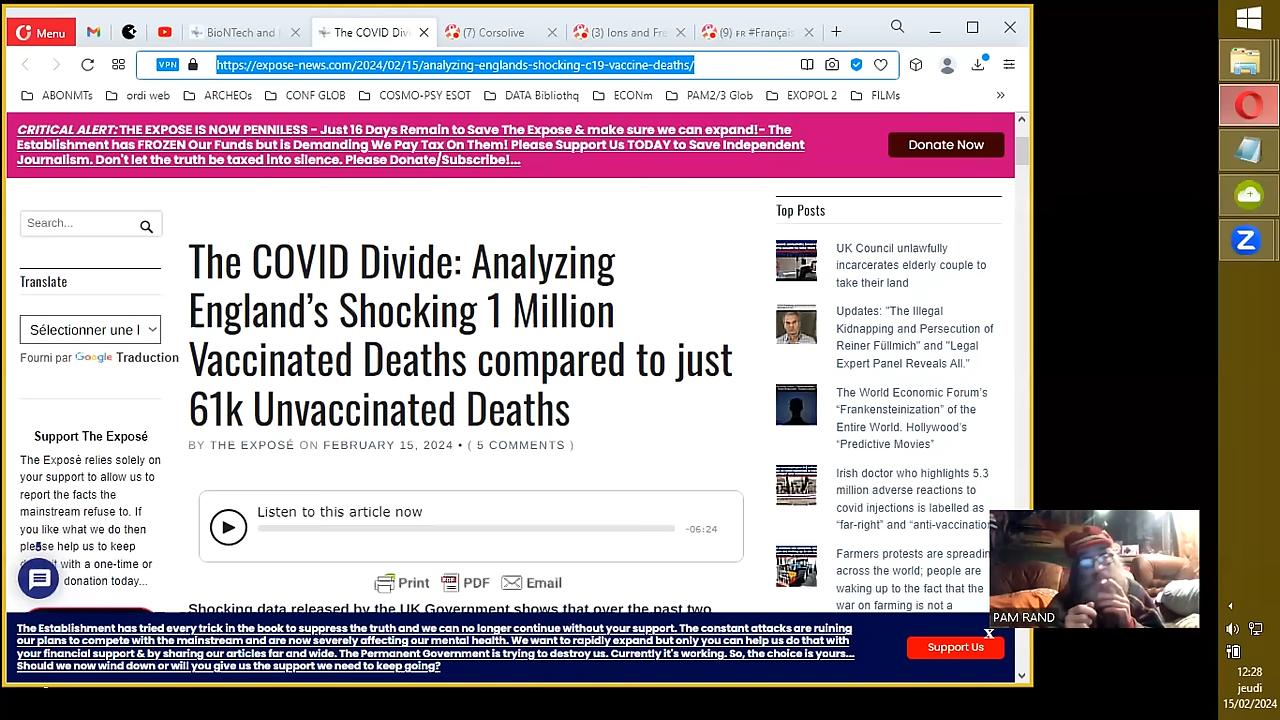 Menu
BioNTech and
The COVID Div
(7) Corsolive
(3) Ions and Fre
(9) FR #Français
VPN
https://expose-news.com/2024/02/15/analyzing-englands-shocking-c19-vaccine-deaths/
ABONMTs
ordi web
ARCHEOs
CONF GLOB
COSMO-PSY ESOT
DATA Bibliothq
ECONm
PAM2/3 Glob
EXOPOL 2
FILMs
»
CRITICAL ALERT: THE EXPOSE IS NOW PENNILESS - Just 16 Days Remain to Save The Expose & make sure we can expand!- The
Establishment has FROZEN Our Funds but is Demanding We Pay Tax On Them! Please Support Us TODAY to Save Independent
Journalism. Don't let the truth be taxed into silence. Please Donate/Subscribe!...
Donate Now
Search...
Translate
Sélectionner une l
Fourni par Google Traduction
Support The Exposé
The Exposé relies solely on
your support to allow us to
report the facts the
mainstream refuse to. If
you like what we do then
please help us to keep
with a one-time or
donation today...
5
The COVID Divide: Analyzing
England's Shocking 1 Million
Vaccinated Deaths compared to just
61k Unvaccinated Deaths
BY THE EXPOSÉ ON FEBRUARY 15, 2024 • ( 5 COMMENTS )
Listen to this article now
-06:24
Print
PDF
Email
Shocking data released by the UK Government shows that over the past two
Top Posts
UK Council unlawfully
incarcerates elderly couple to
take their land
Updates: "The Illegal
Kidnapping and Persecution of
Reiner Füllmich" and "Legal
Expert Panel Reveals All."
The World Economic Forum's
“Frankensteinization” of the
Entire World. Hollywood's
“Predictive Movies”
Irish doctor who highlights 5.3
million adverse reactions to
covid injections is labelled as
“far-right” and “anti-vaccinatio
Farmers protests are spreadin
across the world; people are
waking up to the fact that the
war on farming is not a
The Establishment has tried every trick in the book to suppress the truth and we can no longer continue without your support. The constant attacks are ruining
our plans to compete with the mainstream and are now severely affecting our mental health. We want to rapidly expand but only you can help us do that with
your financial support & by sharing our articles far and wide. The Permanent Government is trying to destroy us. Currently it's working. So, the choice is yours...
Should we now wind down or will you give us the support we need to keep going?
X
Support Us
PAM RAND
12:28
jeudi
15/02/2024